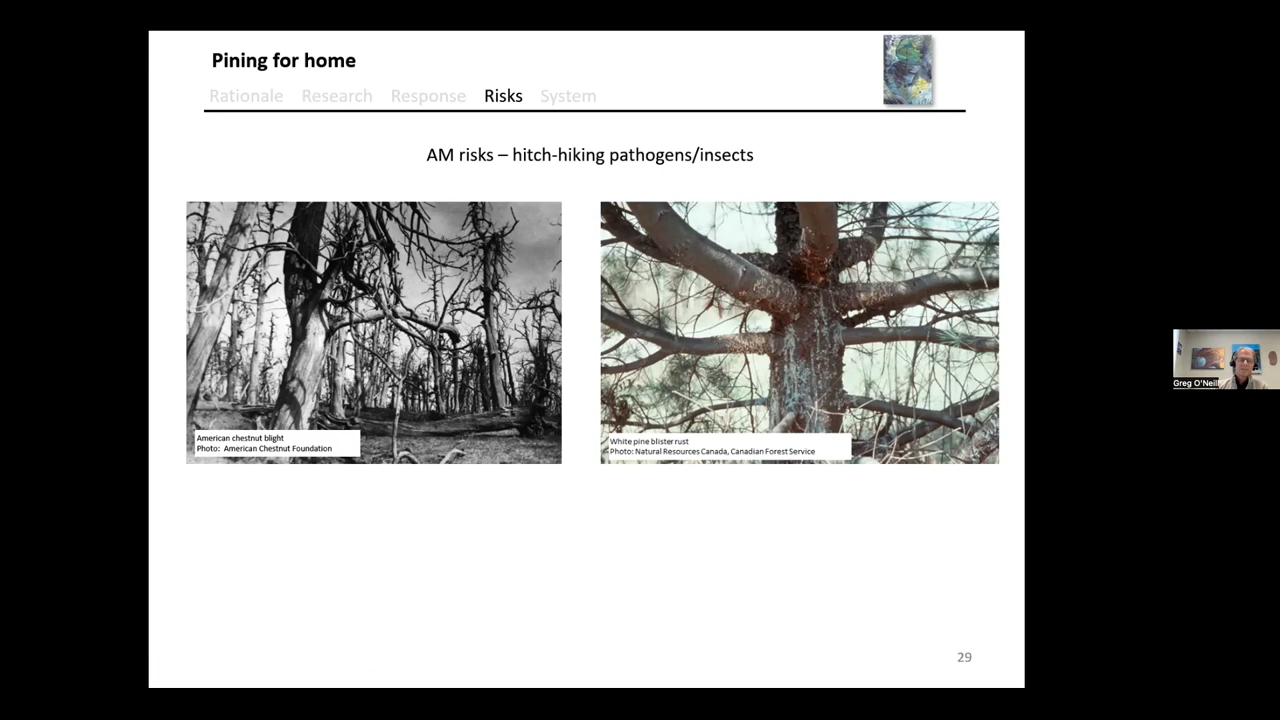 Pining for home
Rationale Research Response Risks System
AM risks – hitch-hiking pathogens/insects
American chestnut blight
Photo: American Chestnut Foundation
White pine blister rust
Photo: Natural Resources Canada, Canadian Forest Service
Greg O'Neill
29